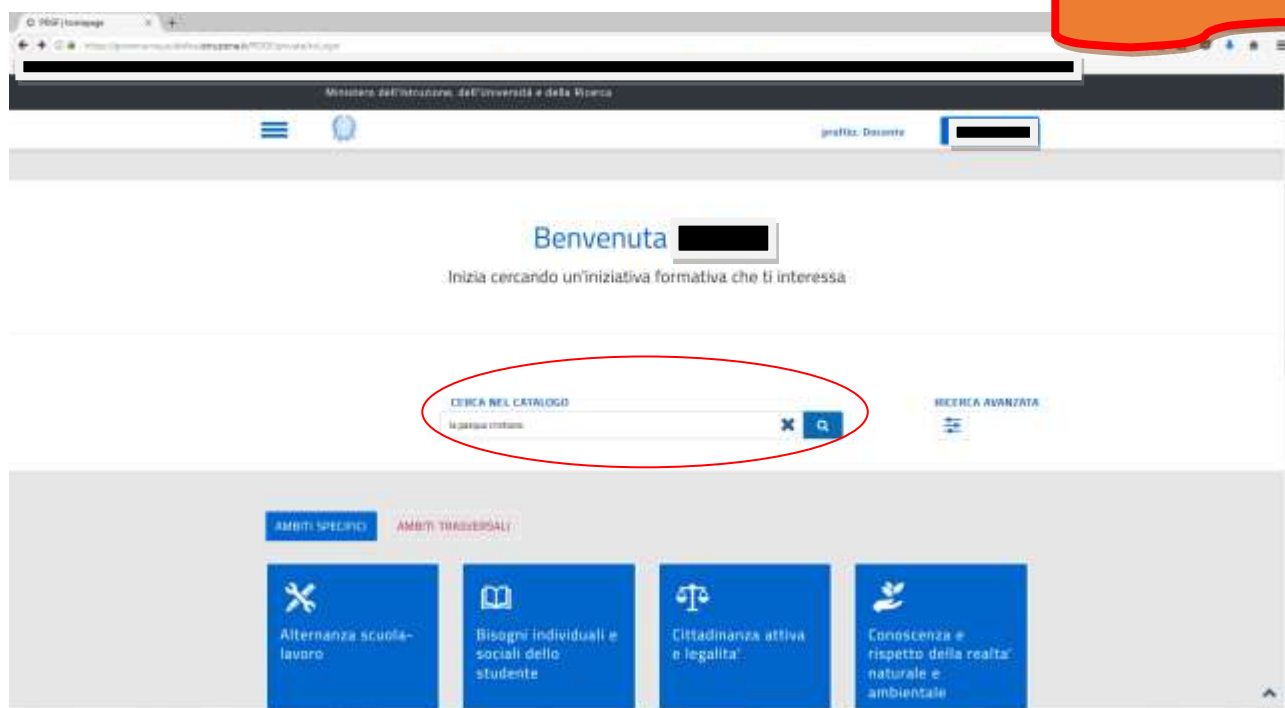 Ministero dell'Istruzione, dell'Università e della Ricerca
profilo: Docente
Benvenuta
Inizia cercando un'iniziativa formativa che ti interessa
CERCA NEL CATALOGO
RICERCA AVANZATA
AMBITI SPECIFICI
AMBITI TRASVERSALI
Alternanza scuola-
lavoro
Bisogni individuali e
sociali dello
studente
Cittadinanza attiva
e legalita'
Conoscenza e
rispetto della realta'
naturale e
ambientale